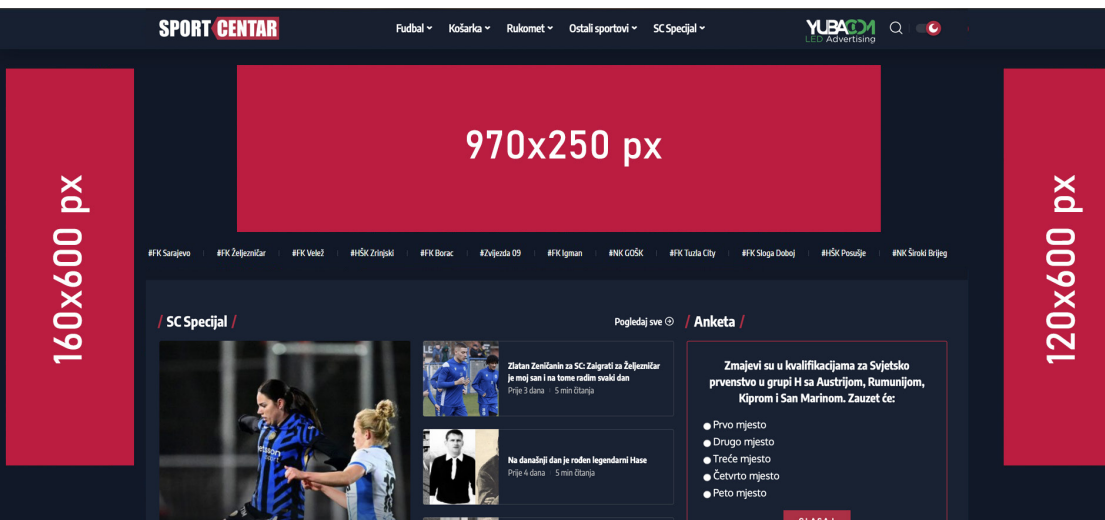 SPORT CENTAR
Fudbal Košarka Rukomet Ostali sportovi SC Specijal
YUBACOM
LED Advertising
970x250 px
160x600 px
120x600 px
#FK Sarajevo #FK Željezničar #FK Velež #HŠK Zrinjski #FK Borac #Zvijezda 09 #FK Igman #NK GOŠK #FK Tuzla City #FK Sloga Doboj #HŠK Posušje #NK Široki Brijeg
/ SC Specijal /
Pogledaj sve
Zlatan Zeničanin za SC: Zaigrati za Željezničar
je moj san i na tome radim svaki dan
Prije 3 dana 5 min čitanja
Na današnji dan je rođen legendarni Hase
Prije 4 dana 5 min čitanja
/ Anketa /
Zmajevi su u kvalifikacijama za Svjetsko
prvenstvo u grupi H sa Austrijom, Rumunijom,
Kiprom i San Marinom. Zauzet će:
Prvo mjesto
Drugo mjesto
Treće mjesto
Četvrto mjesto
Peto mjesto